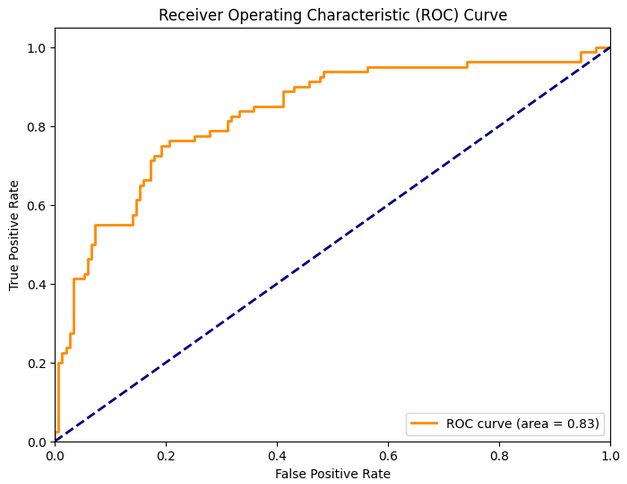 Receiver Operating Characteristic (ROC) Curve
1.0
0.8
0.6
0.4
0.2
0.0
True Positive Rate
ROC curve (area = 0.83)
0.0 0.2 0.4 0.6 0.8 1.0
False Positive Rate